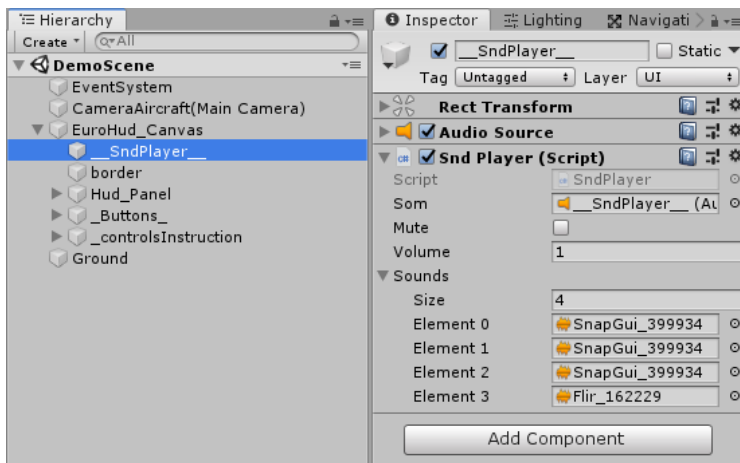 Hierarchy
Create
All
DemoScene
EventSystem
CameraAircraft(Main Camera)
EuroHud_Canvas
__SndPlayer__
border
Hud_Panel
_Buttons_
_controlsInstruction
Ground
Inspector Lighting Navigati
__SndPlayer__ Static
Tag Untagged Layer UI
Rect Transform
Audio Source
Snd Player (Script)
Script SndPlayer
Som __SndPlayer__ (Au
Mute
Volume 1
Sounds
Size 4
Element 0 SnapGui_399934
Element 1 SnapGui_399934
Element 2 SnapGui_399934
Element 3 Flir_162229
Add Component